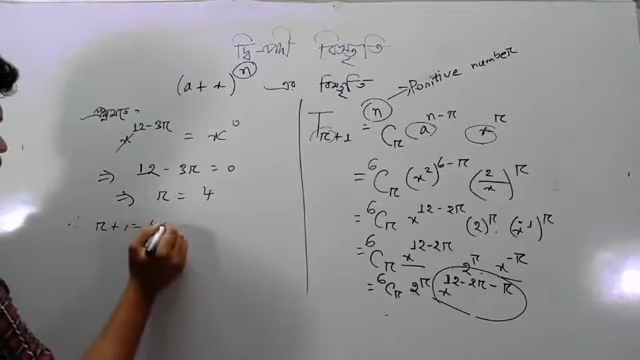 দ্বি-পদী বিস্তৃতি
(a+x)^n এর বিস্তৃতি
প্রশ্নমতে,
x^{12-3r} = x^0
⇒ 12 - 3r = 0
⇒ r = 4
∴ r+1 =
→ Positive number
T_{r+1} = ^nC_r a^{n-r} x^r
= ^6C_r (x^2)^{6-r} (2/x)^r
= ^6C_r x^{12-2r} (2)^r · (x^{-1})^r
= ^6C_r x^{12-2r} 2^r x^{-r}
= ^6C_r 2^r x^{12-2r-r}